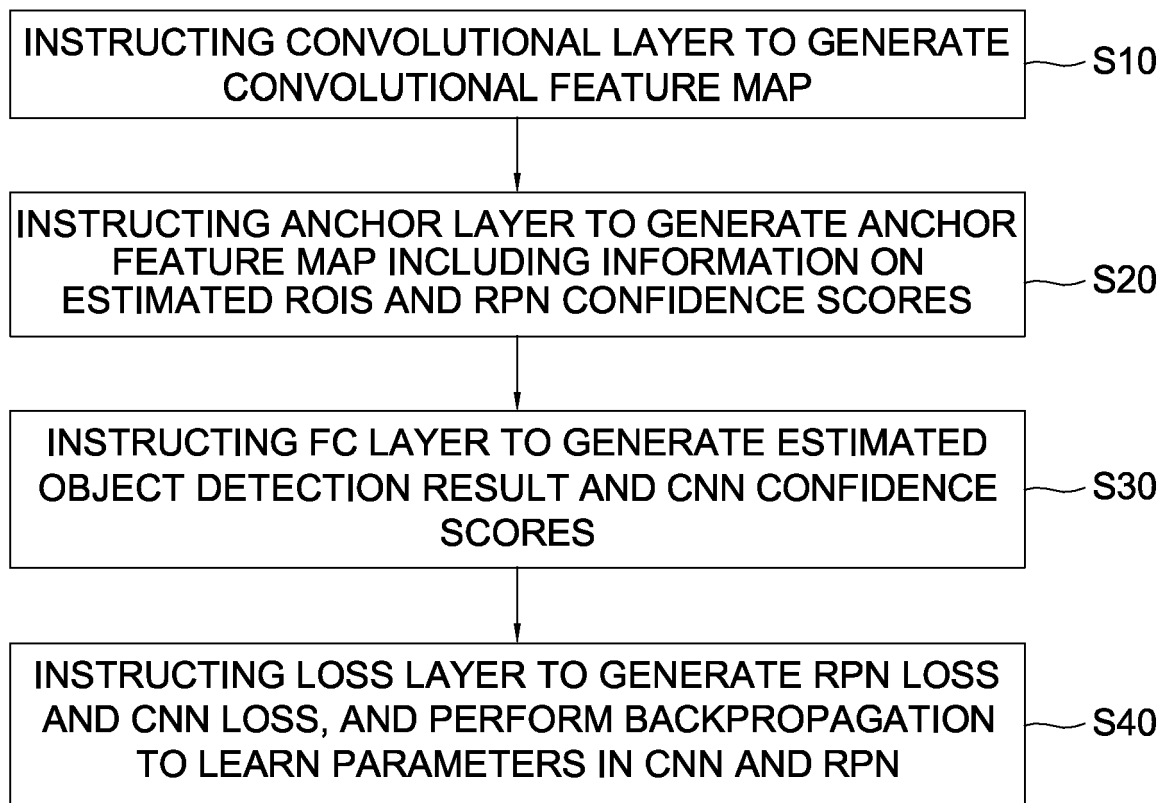 INSTRUCTING CONVOLUTIONAL LAYER TO GENERATE
CONVOLUTIONAL FEATURE MAP
S10
INSTRUCTING ANCHOR LAYER TO GENERATE ANCHOR
FEATURE MAP INCLUDING INFORMATION ON
ESTIMATED ROIS AND RPN CONFIDENCE SCORES
S20
INSTRUCTING FC LAYER TO GENERATE ESTIMATED
OBJECT DETECTION RESULT AND CNN CONFIDENCE
SCORES
S30
INSTRUCTING LOSS LAYER TO GENERATE RPN LOSS
AND CNN LOSS, AND PERFORM BACKPROPAGATION
TO LEARN PARAMETERS IN CNN AND RPN
S40